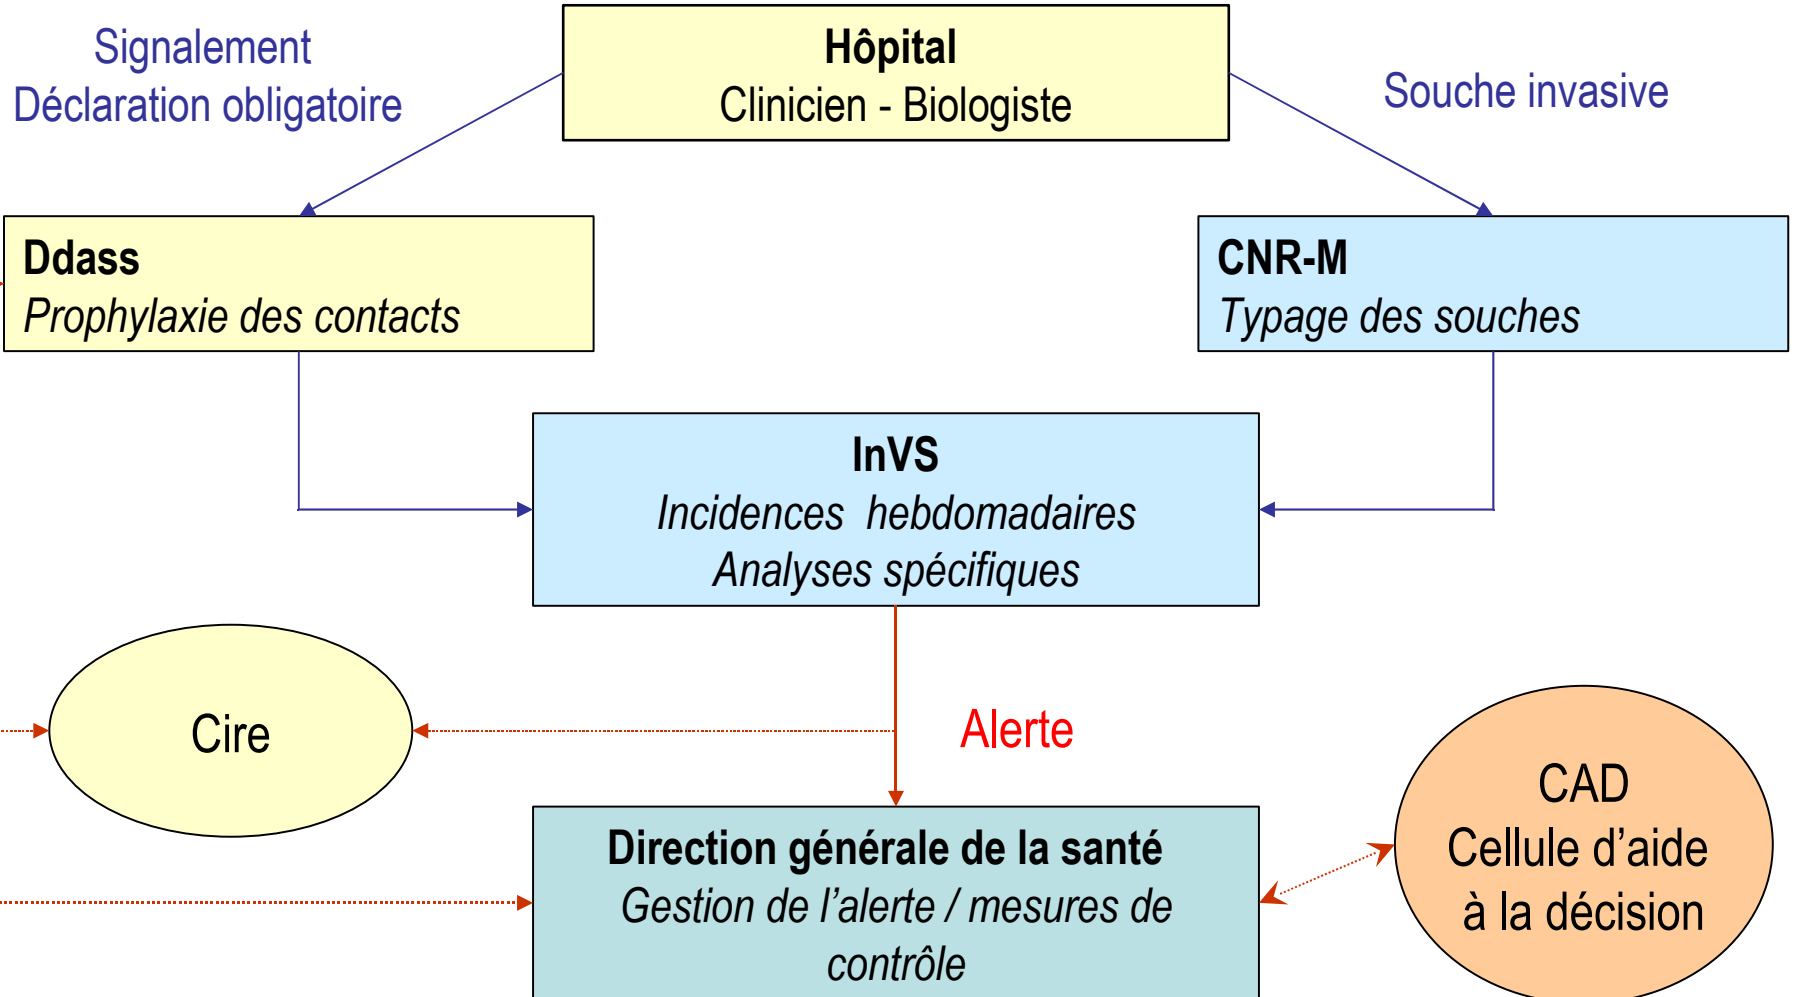 Signalement
Déclaration obligatoire
Hôpital
Clinicien - Biologiste
Souche invasive
Ddass
Prophylaxie des contacts
CNR-M
Typage des souches
InVS
Incidences hebdomadaires
Analyses spécifiques
Cire
Alerte
CAD
Cellule d’aide
à la décision
Direction générale de la santé
Gestion de l’alerte / mesures de
contrôle